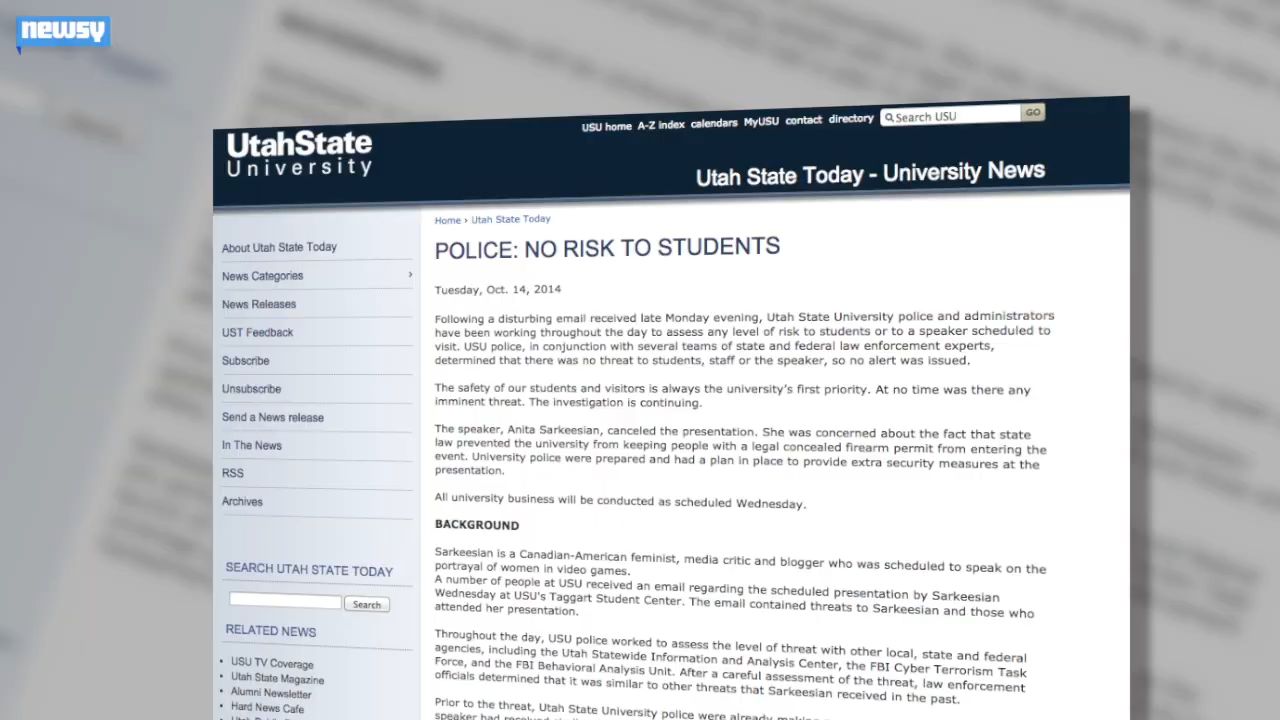 newsy
UtahState
University
USU home A-Z index calendars MyUSU contact directory
Search USU
GO
Utah State Today - University News
Home › Utah State Today
POLICE: NO RISK TO STUDENTS
Tuesday, Oct. 14, 2014
Following a disturbing email received late Monday evening, Utah State University police and administrators
have been working throughout the day to assess any level of risk to students or to a speaker scheduled to
visit. USU police, in conjunction with several teams of state and federal law enforcement experts,
determined that there was no threat to students, staff or the speaker, so no alert was issued.
The safety of our students and visitors is always the university's first priority. At no time was there any
imminent threat. The investigation is continuing.
The speaker, Anita Sarkeesian, canceled the presentation. She was concerned about the fact that state
law prevented the university from keeping people with a legal concealed firearm permit from entering the
event. University police were prepared and had a plan in place to provide extra security measures at the
presentation.
All university business will be conducted as scheduled Wednesday.
BACKGROUND
Sarkeesian is a Canadian-American feminist, media critic and blogger who was scheduled to speak on the
portrayal of women in video games.
A number of people at USU received an email regarding the scheduled presentation by Sarkeesian
Wednesday at USU's Taggart Student Center. The email contained threats to Sarkeesian and those who
attended her presentation.
Throughout the day, USU police worked to assess the level of threat with other local, state and federal
agencies, including the Utah Statewide Information and Analysis Center, the FBI Cyber Terrorism Task
Force, and the FBI Behavioral Analysis Unit. After a careful assessment of the threat, law enforcement
officials determined that it was similar to other threats that Sarkeesian received in the past.
Prior to the threat, Utah State University police were already
speaker had received
About Utah State Today
News Categories ›
News Releases
UST Feedback
Subscribe
Unsubscribe
Send a News release
In The News
RSS
Archives
SEARCH UTAH STATE TODAY
Search
RELATED NEWS
• USU TV Coverage
• Utah State Magazine
• Alumni Newsletter
• Hard News Cafe